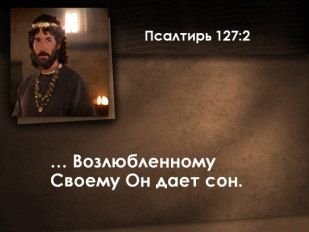 Псалтирь 127:2
... Возлюбленному
Своему Он дает сон.